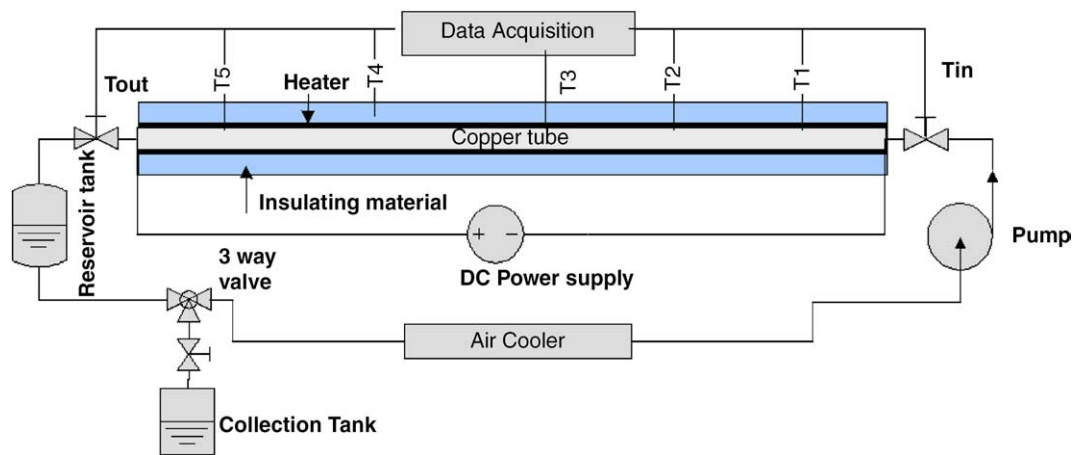 Data Acquisition
Tout
T5
Heater
T4
T3
T2
T1
Tin
Copper tube
Reservoir tank
Insulating material
+ −
Pump
3 way
valve
DC Power supply
Air Cooler
Collection Tank